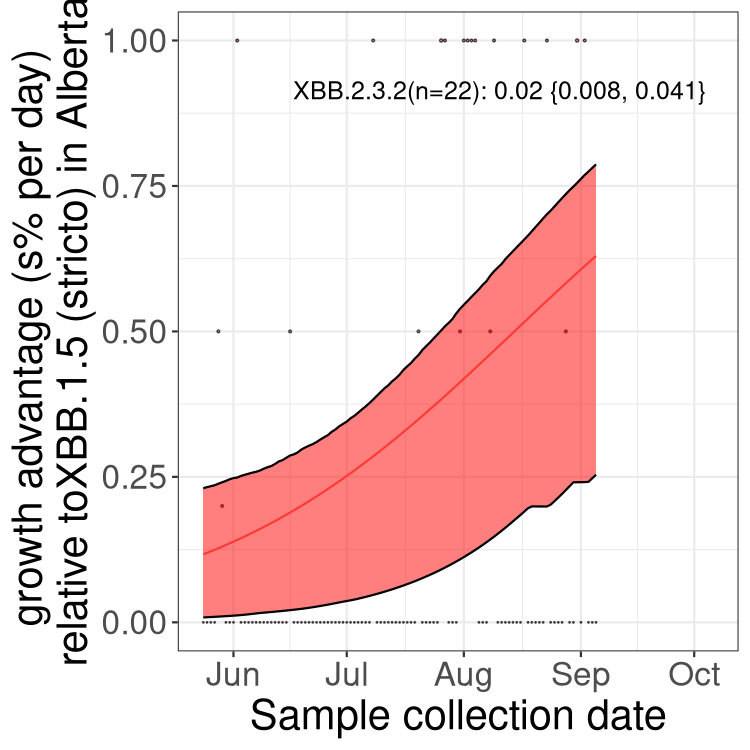 growth advantage (s% per day)
relative toXBB.1.5 (stricto) in Alberta
1.00
XBB.2.3.2(n=22): 0.02 {0.008, 0.041}
0.75
0.50
0.25
0.00
Jun Jul Aug Sep Oct
Sample collection date